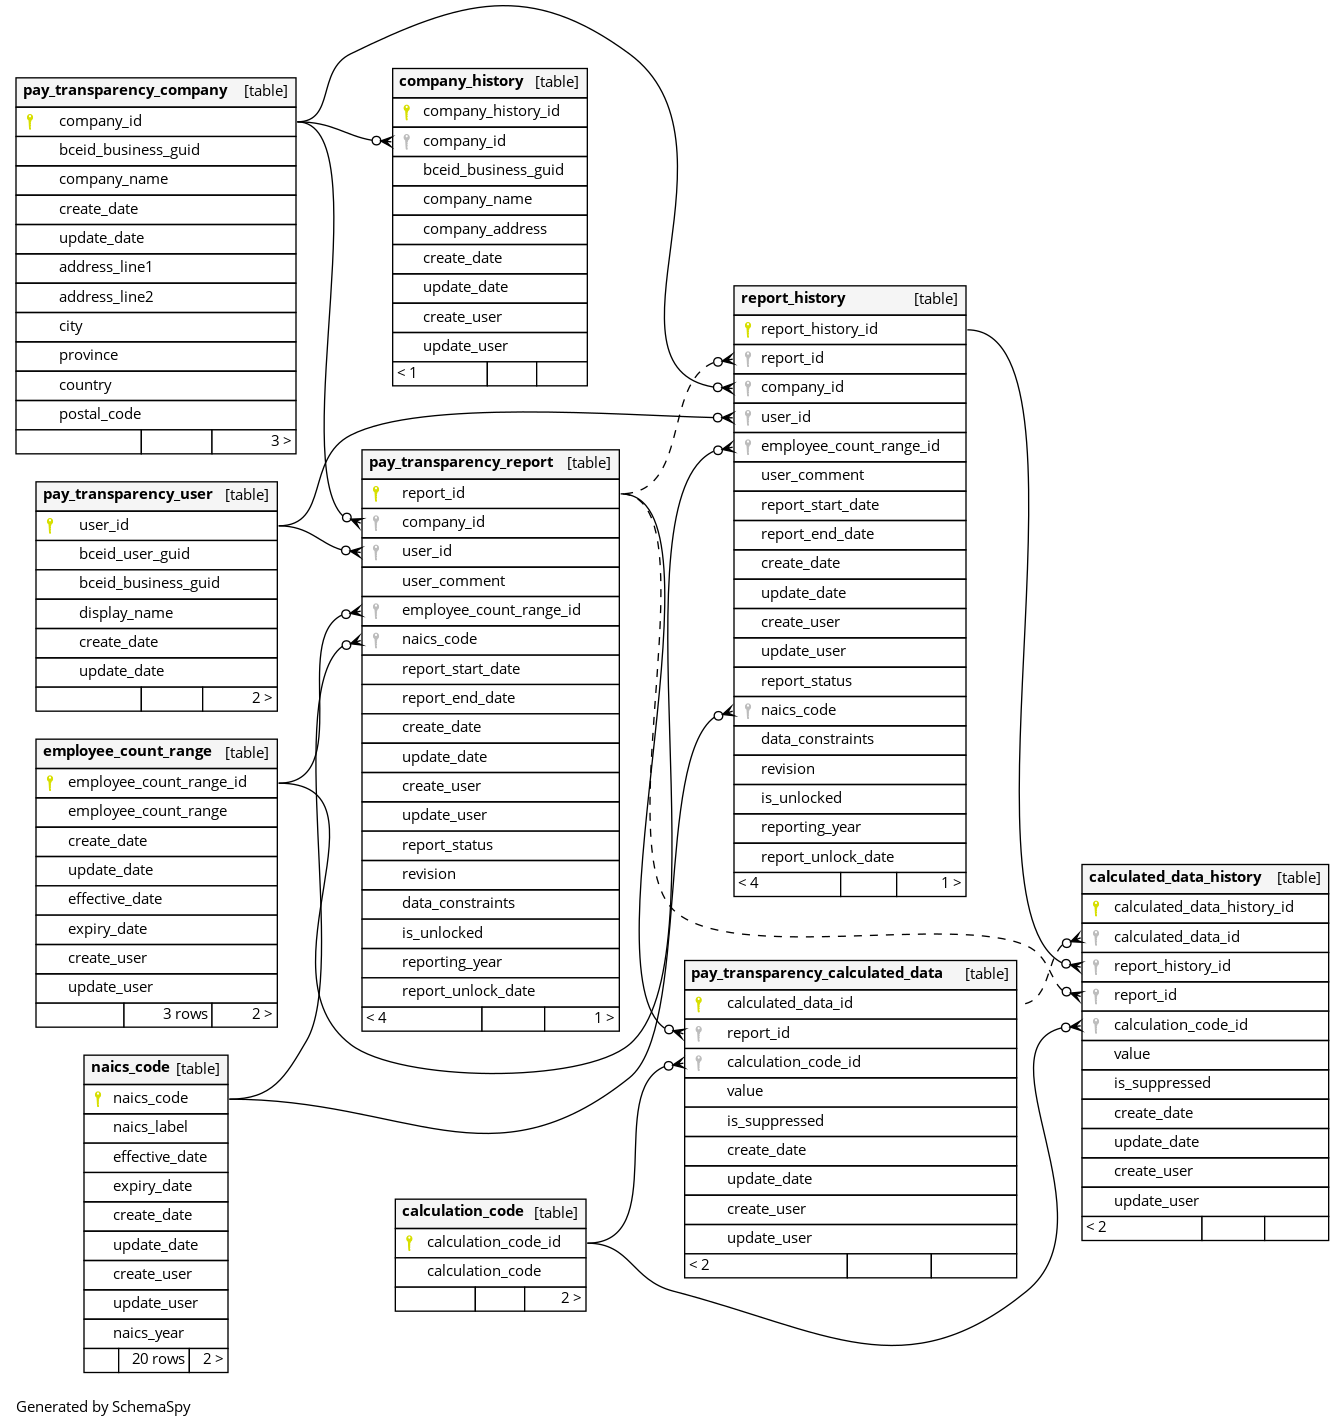 pay_transparency_company [table]
company_id
bceid_business_guid
company_name
create_date
update_date
address_line1
address_line2
city
province
country
postal_code
3 >
company_history [table]
company_history_id
company_id
bceid_business_guid
company_name
company_address
create_date
update_date
create_user
update_user
< 1
report_history [table]
report_history_id
report_id
company_id
user_id
employee_count_range_id
user_comment
report_start_date
report_end_date
create_date
update_date
create_user
update_user
report_status
naics_code
data_constraints
revision
is_unlocked
reporting_year
report_unlock_date
< 4 1 >
pay_transparency_user [table]
user_id
bceid_user_guid
bceid_business_guid
display_name
create_date
update_date
2 >
pay_transparency_report [table]
report_id
company_id
user_id
user_comment
employee_count_range_id
naics_code
report_start_date
report_end_date
create_date
update_date
create_user
update_user
report_status
revision
data_constraints
is_unlocked
reporting_year
report_unlock_date
< 4 1 >
employee_count_range [table]
employee_count_range_id
employee_count_range
create_date
update_date
effective_date
expiry_date
create_user
update_user
3 rows 2 >
calculated_data_history [table]
calculated_data_history_id
calculated_data_id
report_history_id
report_id
calculation_code_id
value
is_suppressed
create_date
update_date
create_user
update_user
< 2
pay_transparency_calculated_data [table]
calculated_data_id
report_id
calculation_code_id
value
is_suppressed
create_date
update_date
create_user
update_user
< 2
naics_code [table]
naics_code
naics_label
effective_date
expiry_date
create_date
update_date
create_user
update_user
naics_year
20 rows 2 >
calculation_code [table]
calculation_code_id
calculation_code
2 >
Generated by SchemaSpy